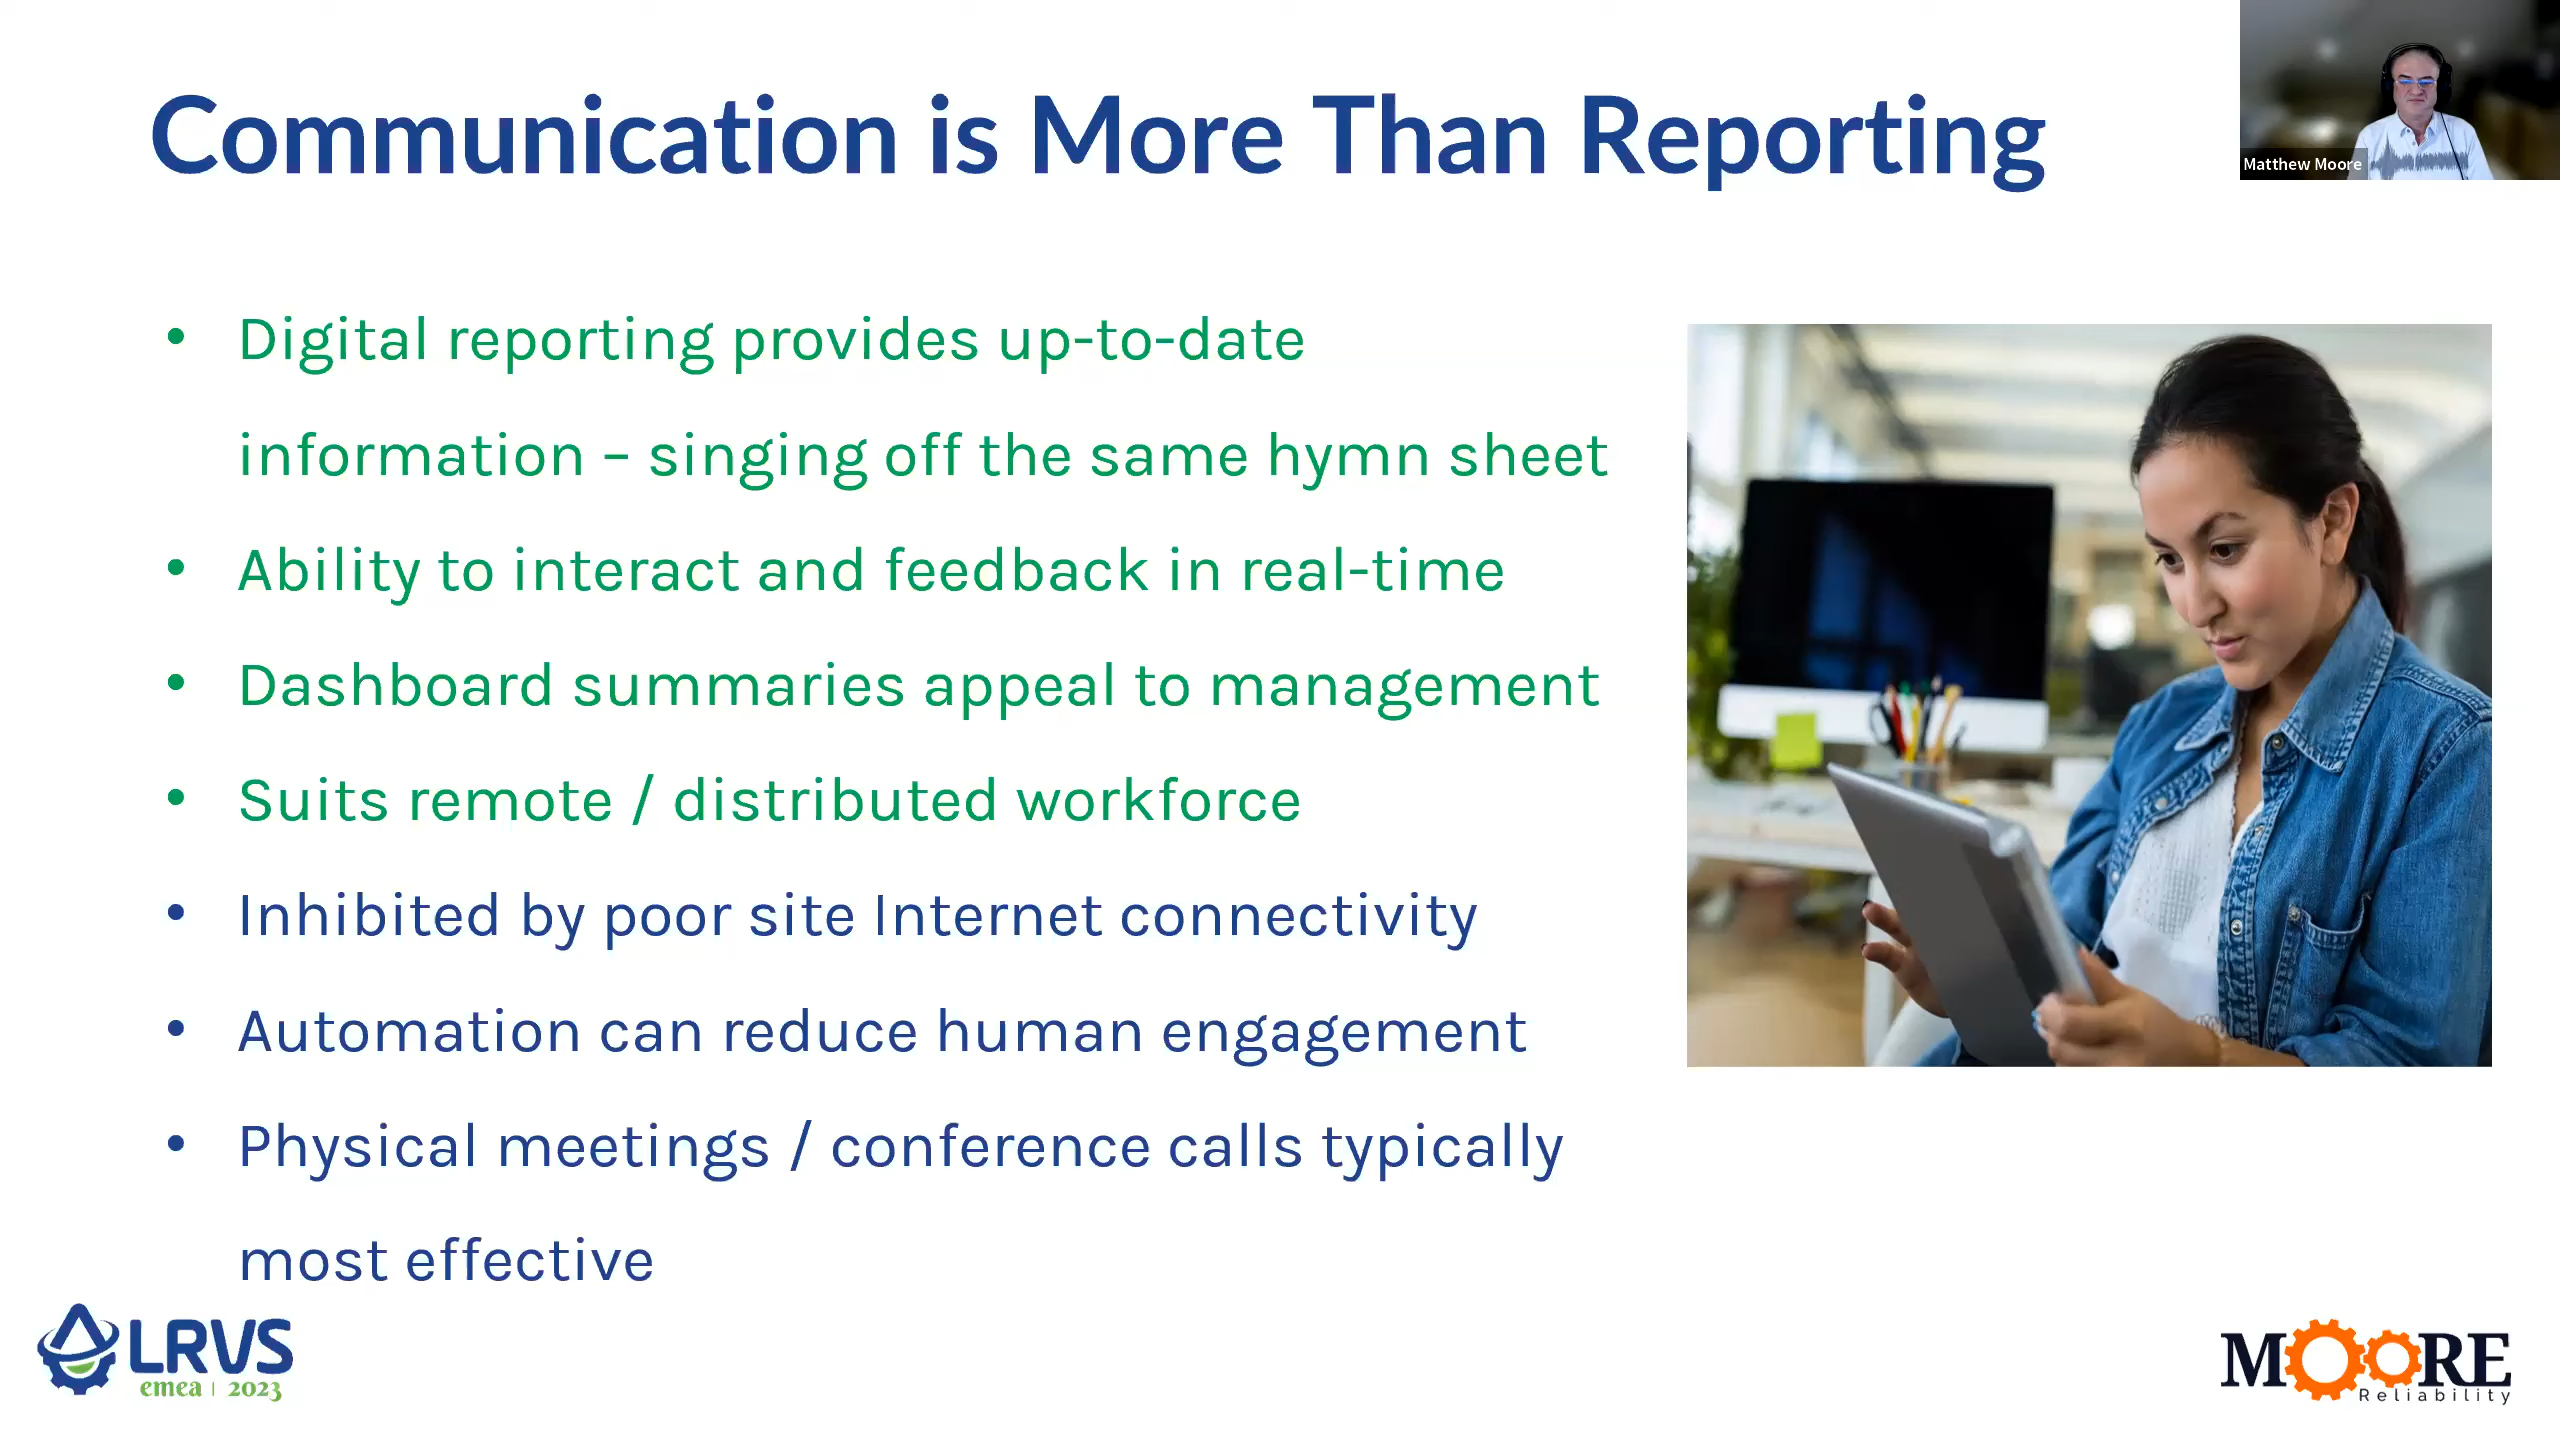 Communication is More Than Reporting
Matthew Moore
• Digital reporting provides up-to-date
information – singing off the same hymn sheet
• Ability to interact and feedback in real-time
• Dashboard summaries appeal to management
• Suits remote / distributed workforce
• Inhibited by poor site Internet connectivity
• Automation can reduce human engagement
• Physical meetings / conference calls typically
most effective
LRVS
emea | 2023
MOORE
Reliability